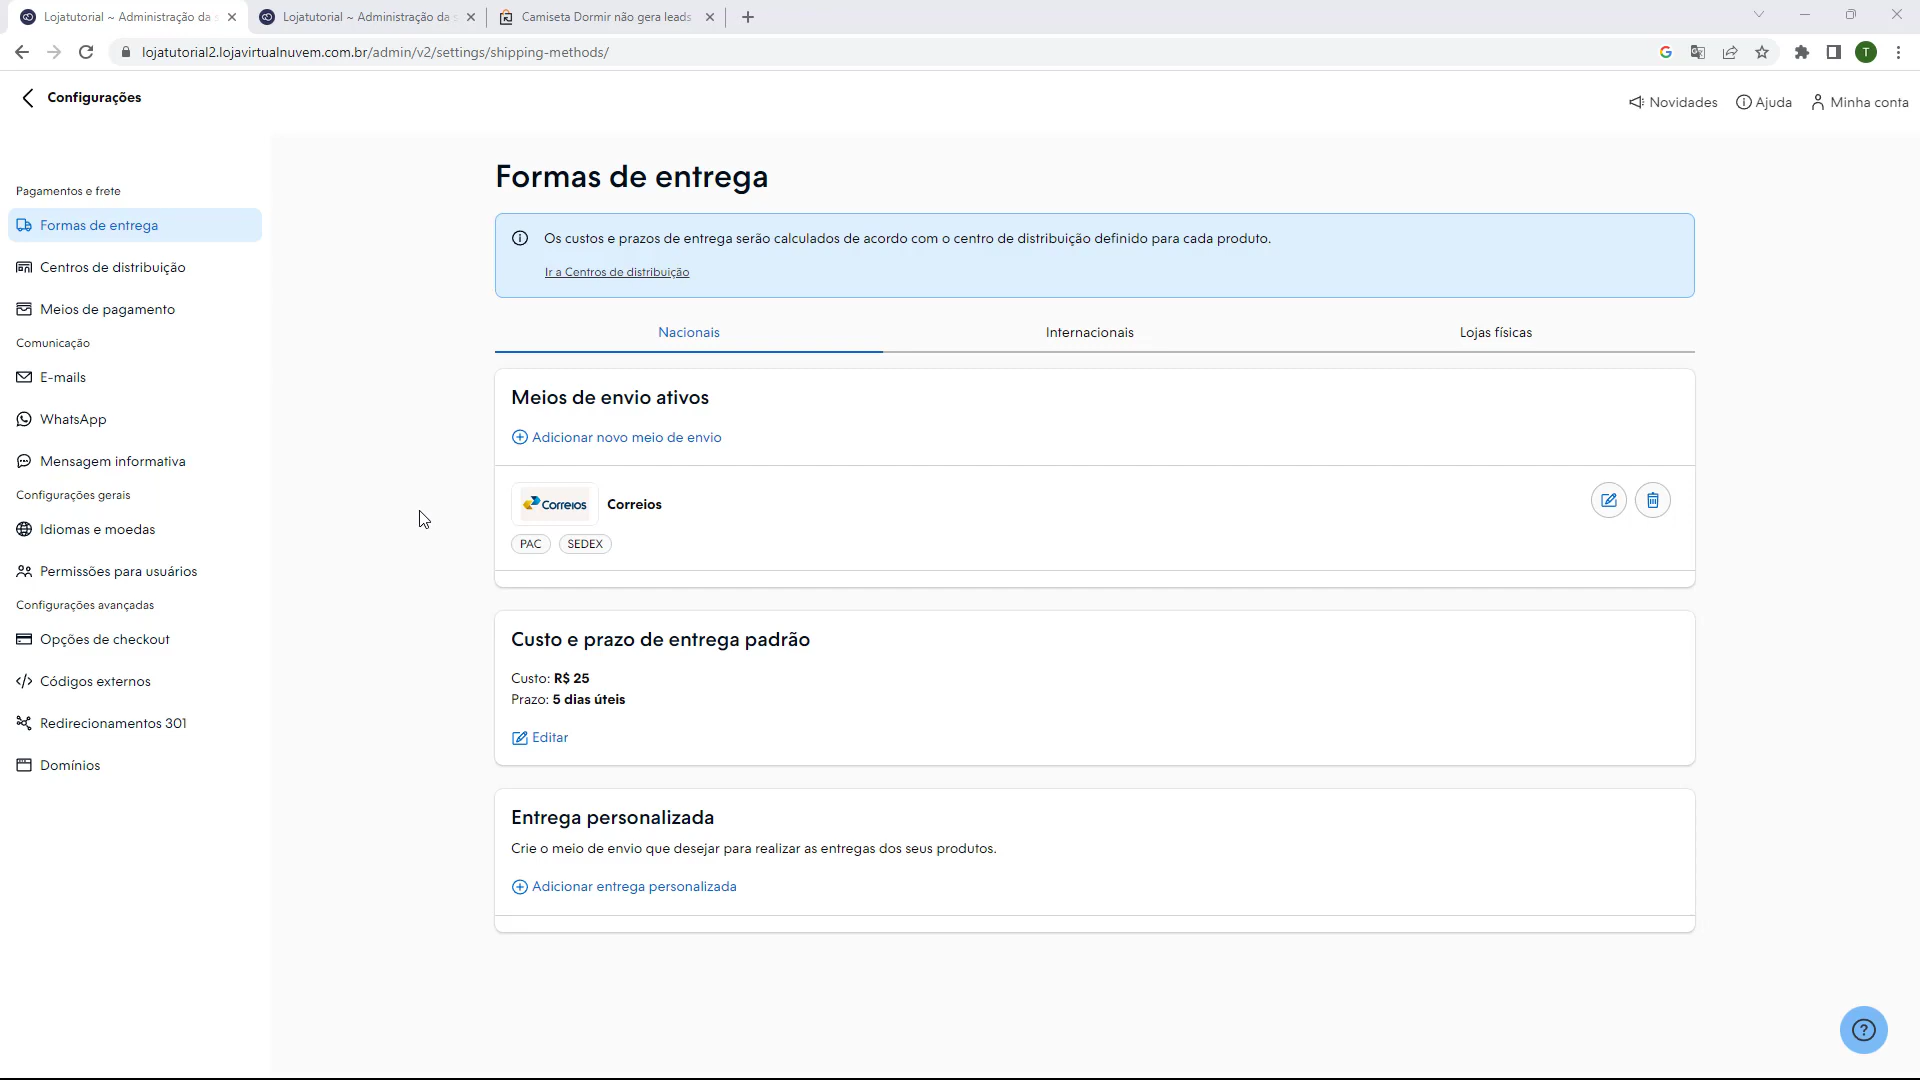 Lojatutorial ~ Administração da s
Lojatutorial ~ Administração da s
Camiseta Dormir não gera leads
lojatutorial2.lojavirtualnuvem.com.br/admin/v2/settings/shipping-methods/
T
Configurações
Novidades
Ajuda
Minha conta
Pagamentos e frete
Formas de entrega
Centros de distribuição
Meios de pagamento
Comunicação
E-mails
WhatsApp
Mensagem informativa
Configurações gerais
Idiomas e moedas
Permissões para usuários
Configurações avançadas
Opções de checkout
Códigos externos
Redirecionamentos 301
Domínios
Formas de entrega
Os custos e prazos de entrega serão calculados de acordo com o centro de distribuição definido para cada produto.
Ir a Centros de distribuição
Nacionais
Internacionais
Lojas físicas
Meios de envio ativos
Adicionar novo meio de envio
Correios
Correios
PAC
SEDEX
Custo e prazo de entrega padrão
Custo: R$ 25
Prazo: 5 dias úteis
Editar
Entrega personalizada
Crie o meio de envio que desejar para realizar as entregas dos seus produtos.
Adicionar entrega personalizada